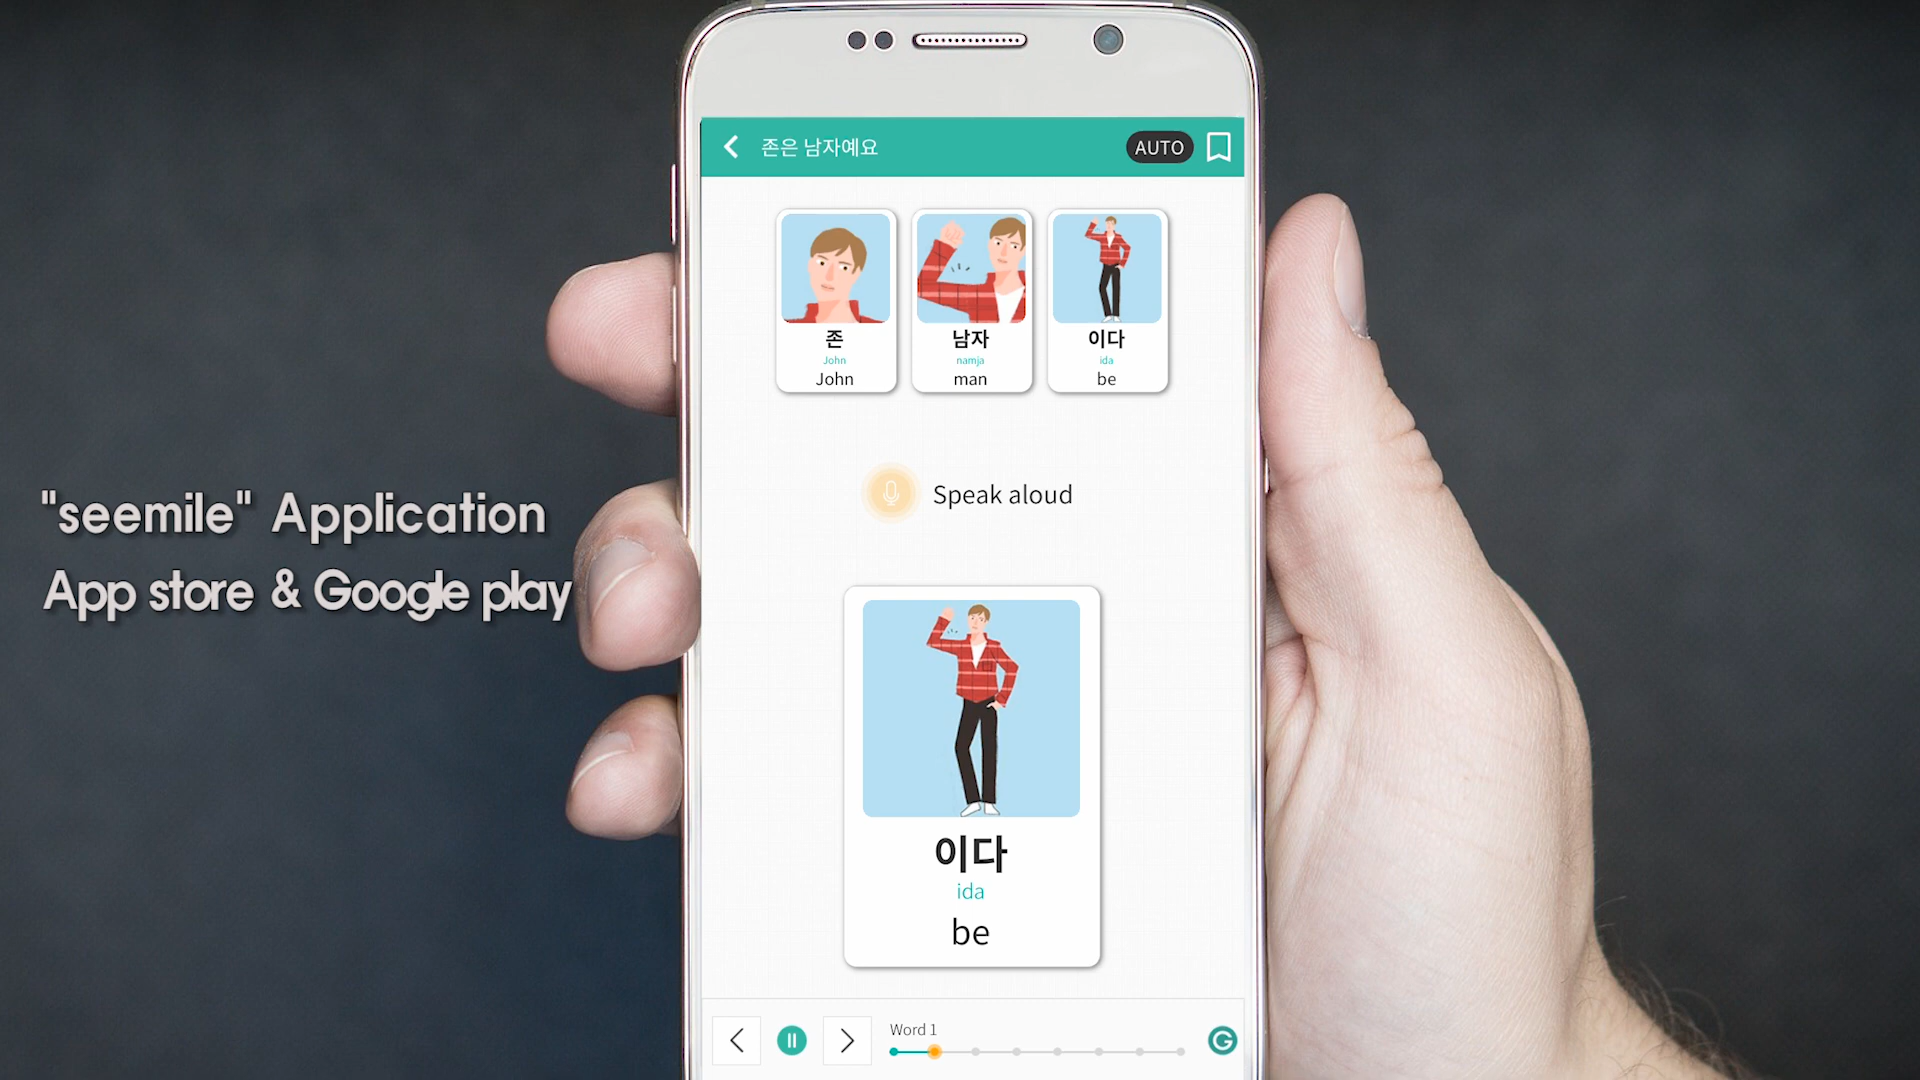 존은 남자예요
AUTO
존
John
John
남자
namja
man
이다
ida
be
Speak aloud
"seemile" Application
App store & Google play
이다
ida
be
Word 1
G